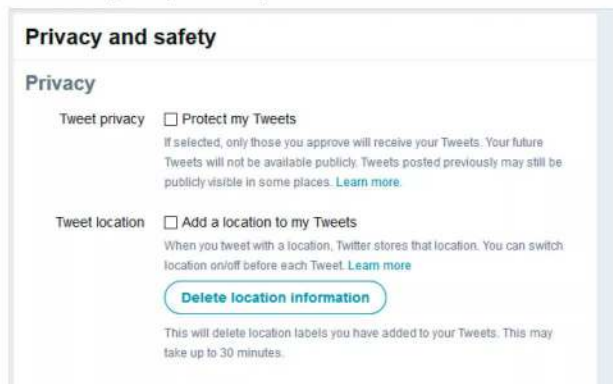 Privacy and safety
Privacy
Tweet privacy Protect my Tweets
If selected, only those you approve will receive your Tweets. Your future
Tweets will not be available publicly. Tweets posted previously may still be
publicly visible in some places. Learn more.
Tweet location Add a location to my Tweets
When you tweet with a location, Twitter stores that location. You can switch
location on/off before each Tweet. Learn more
Delete location information
This will delete location labels you have added to your Tweets. This may
take up to 30 minutes.